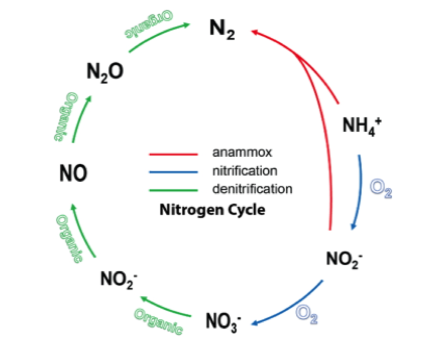 N₂
Organic
N₂O
Organic
NH₄⁺
anammox
O₂
NO
nitrification
denitrification
Nitrogen Cycle
Organic
NO₂⁻
NO₂⁻
Organic
NO₃⁻
O₂